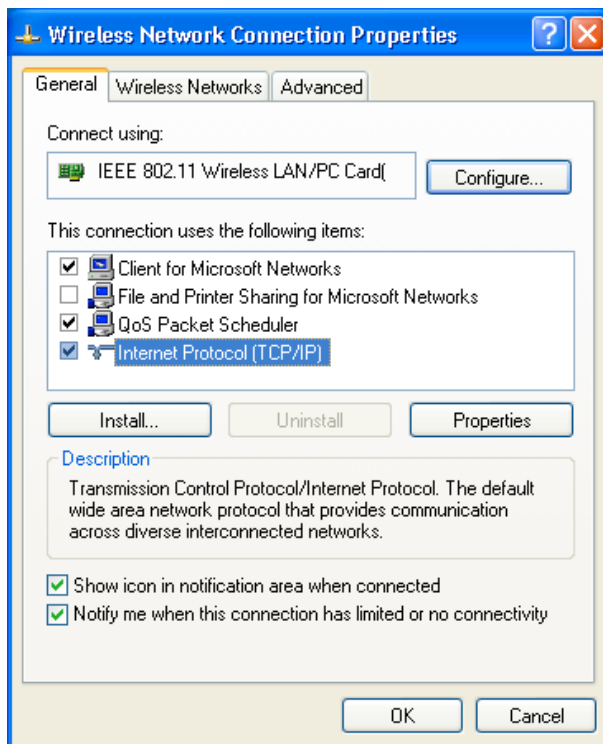 Wireless Network Connection Properties
General Wireless Networks Advanced
Connect using:
IEEE 802.11 Wireless LAN/PC Card(
Configure...
This connection uses the following items:
Client for Microsoft Networks
File and Printer Sharing for Microsoft Networks
QoS Packet Scheduler
Internet Protocol (TCP/IP)
Install... Uninstall Properties
Description
Transmission Control Protocol/Internet Protocol. The default
wide area network protocol that provides communication
across diverse interconnected networks.
Show icon in notification area when connected
Notify me when this connection has limited or no connectivity
OK Cancel